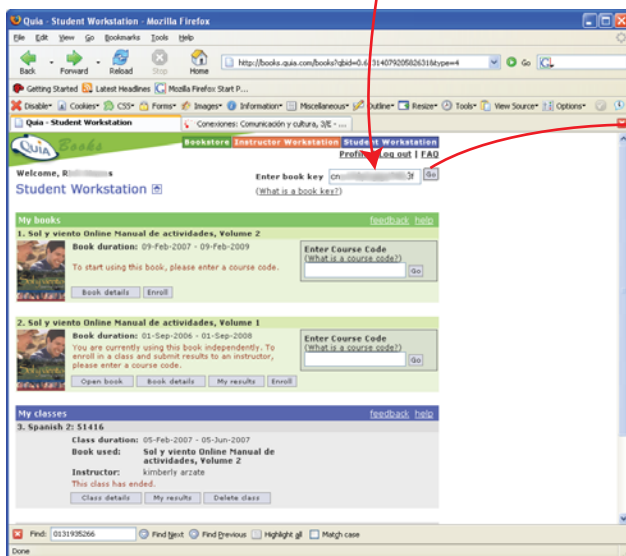 Quia - Student Workstation - Mozilla Firefox
File Edit View Go Bookmarks Tools Help
Back Forward Reload Stop Home
Go
Getting Started Latest Headlines Mozilla Firefox Start P...
Disable Cookies CSS Forms Images Information Miscellaneous Outline Resize Tools View Source Options
Quia - Student Workstation Conexiones: Comunicación y cultura, 3/E - ...
Quia Books Bookstore Instructor Workstation Student Workstation
Profile Log out | FAQ
Welcome, R s
Enter book key cn 3f Go
Student Workstation (What is a book key?)
My books feedback help
1. Sol y viento Online Manual de actividades, Volume 2
Book duration: 09-Feb-2007 - 09-Feb-2009
To start using this book, please enter a course code.
Book details Enroll
Enter Course Code
(What is a course code?)
Go
2. Sol y viento Online Manual de actividades, Volume 1
Book duration: 01-Sep-2006 - 01-Sep-2008
You are currently using this book independently. To
enroll in a class and submit results to an instructor,
please enter a course code.
Open book Book details My results Enroll
Enter Course Code
(What is a course code?)
Go
My classes feedback help
3. Spanish 2: 51416
Class duration: 05-Feb-2007 - 05-Jun-2007
Book used: Sol y viento Online Manual de
actividades, Volume 2
Instructor: kimberly arzate
This class has ended.
Class details My results Delete class
Find: 0131935266 Find Next Find Previous Highlight all Match case
Done